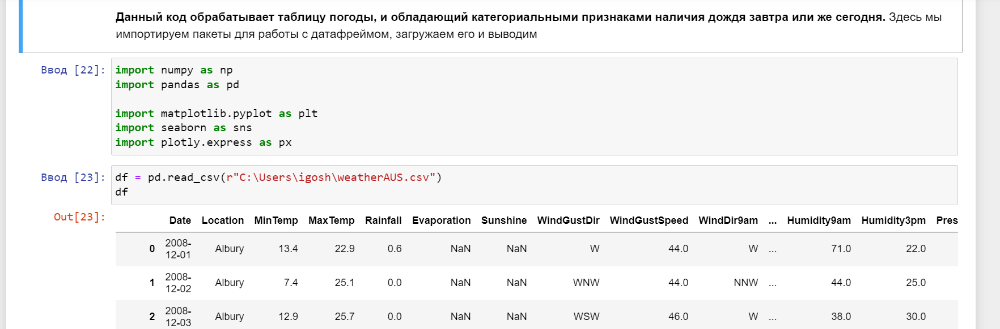 Данный код обрабатывает таблицу погоды, и обладающий категориальными признаками наличия дождя завтра или же сегодня. Здесь мы
импортируем пакеты для работы с датафреймом, загружаем его и выводим
Ввод [22]: import numpy as np
import pandas as pd
import matplotlib.pyplot as plt
import seaborn as sns
import plotly.express as px
Ввод [23]: df = pd.read_csv(r"C:\Users\igosh\weatherAUS.csv")
df
Out[23]:
Date Location MinTemp MaxTemp Rainfall Evaporation Sunshine WindGustDir WindGustSpeed WindDir9am ... Humidity9am Humidity3pm Pres
0 2008-12-01 Albury 13.4 22.9 0.6 NaN NaN W 44.0 W ... 71.0 22.0
1 2008-12-02 Albury 7.4 25.1 0.0 NaN NaN WNW 44.0 NNW ... 44.0 25.0
2 2008-12-03 Albury 12.9 25.7 0.0 NaN NaN WSW 46.0 W ... 38.0 30.0